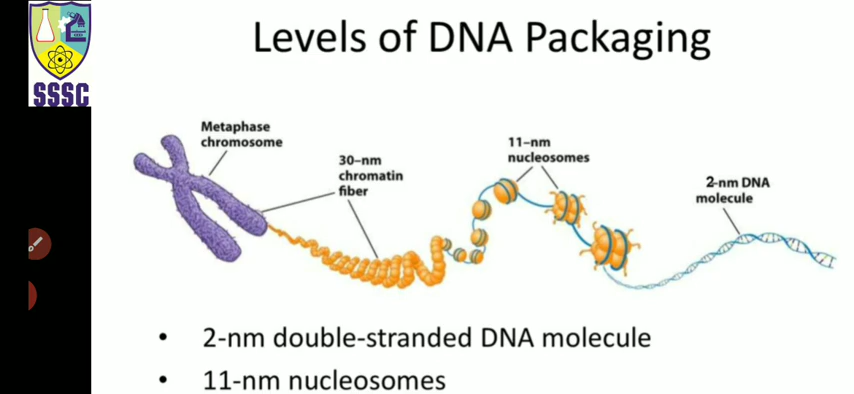 Levels of DNA Packaging
SSSC
Metaphase
chromosome
30–nm
chromatin
fiber
11–nm
nucleosomes
2-nm DNA
molecule
• 2-nm double-stranded DNA molecule
• 11-nm nucleosomes